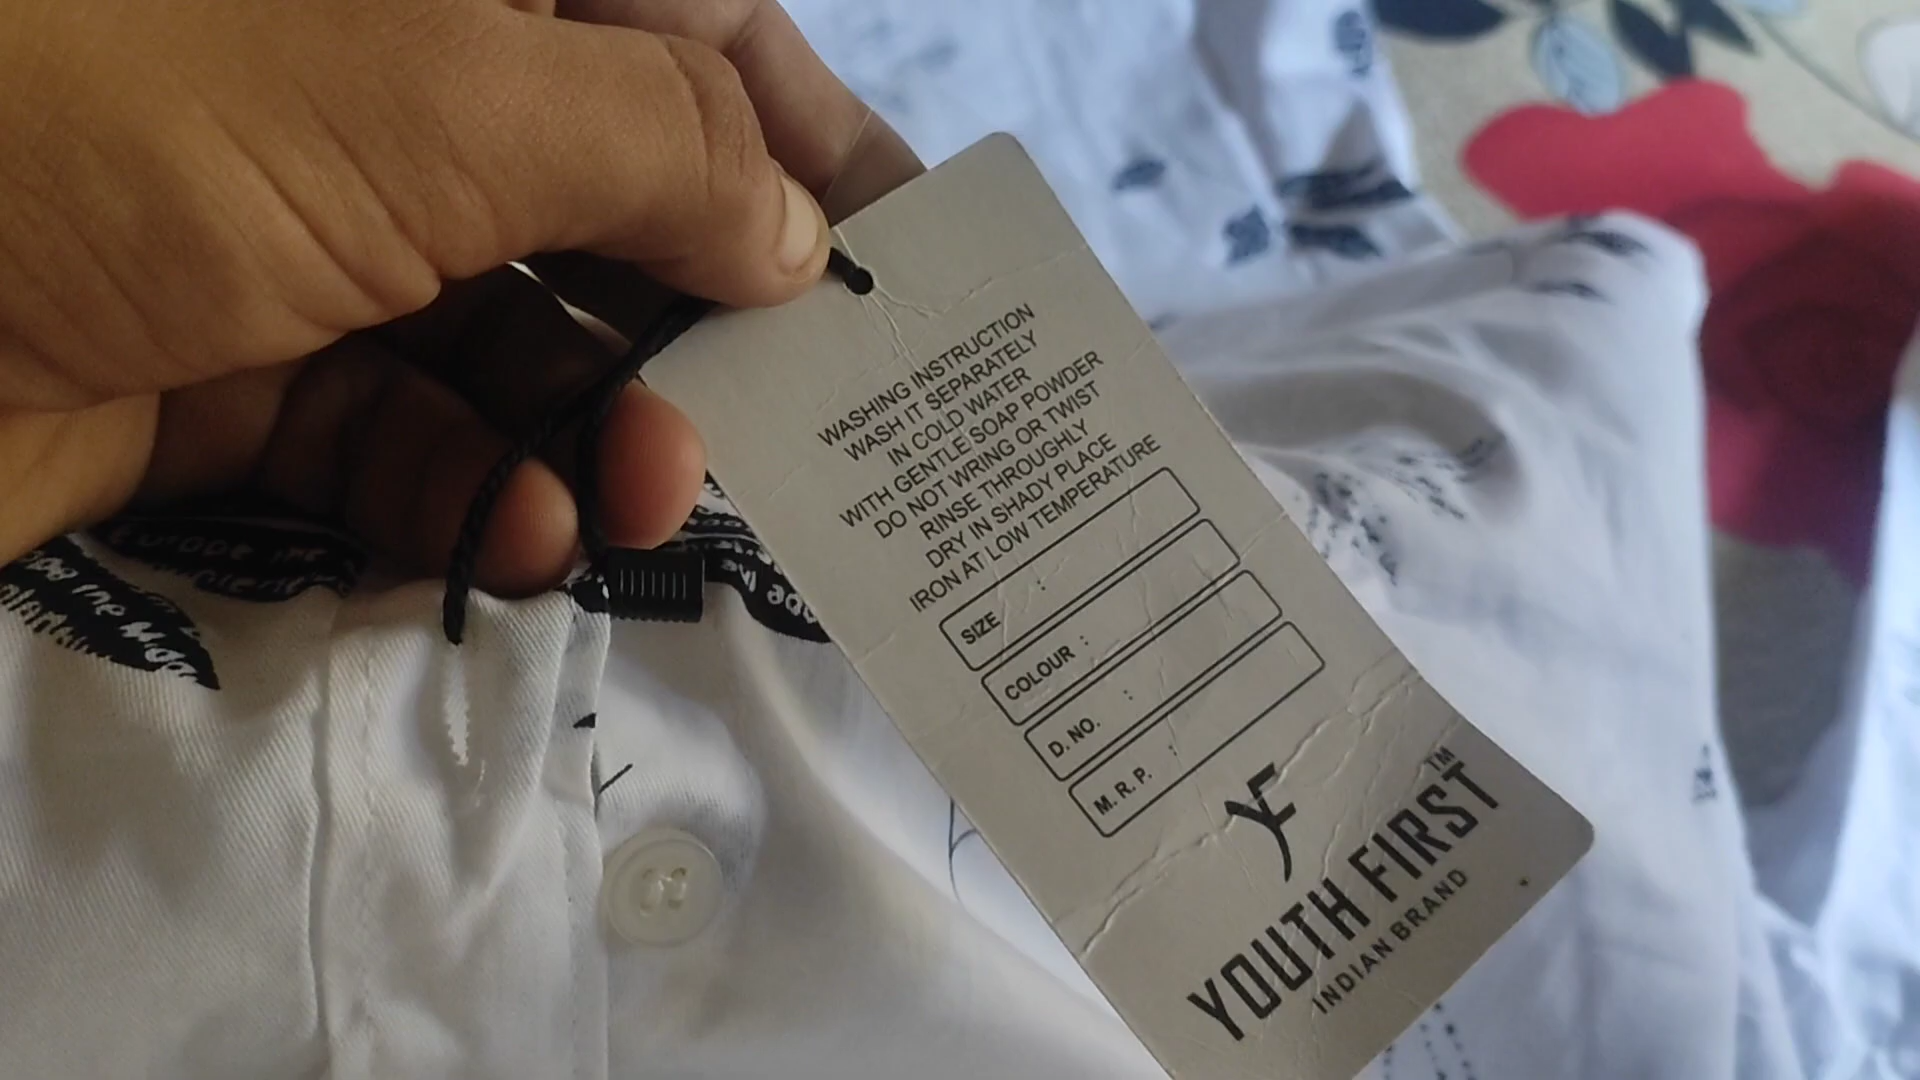 WASHING INSTRUCTION
WASH IT SEPARATELY
IN COLD WATER
WITH GENTLE SOAP POWDER
DO NOT WRING OR TWIST
RINSE THROUGHLY
DRY IN SHADY PLACE
IRON AT LOW TEMPERATURE
SIZE :
COLOUR :
D. NO. :
M. R. P. :
YF
YOUTH FIRST™
INDIAN BRAND